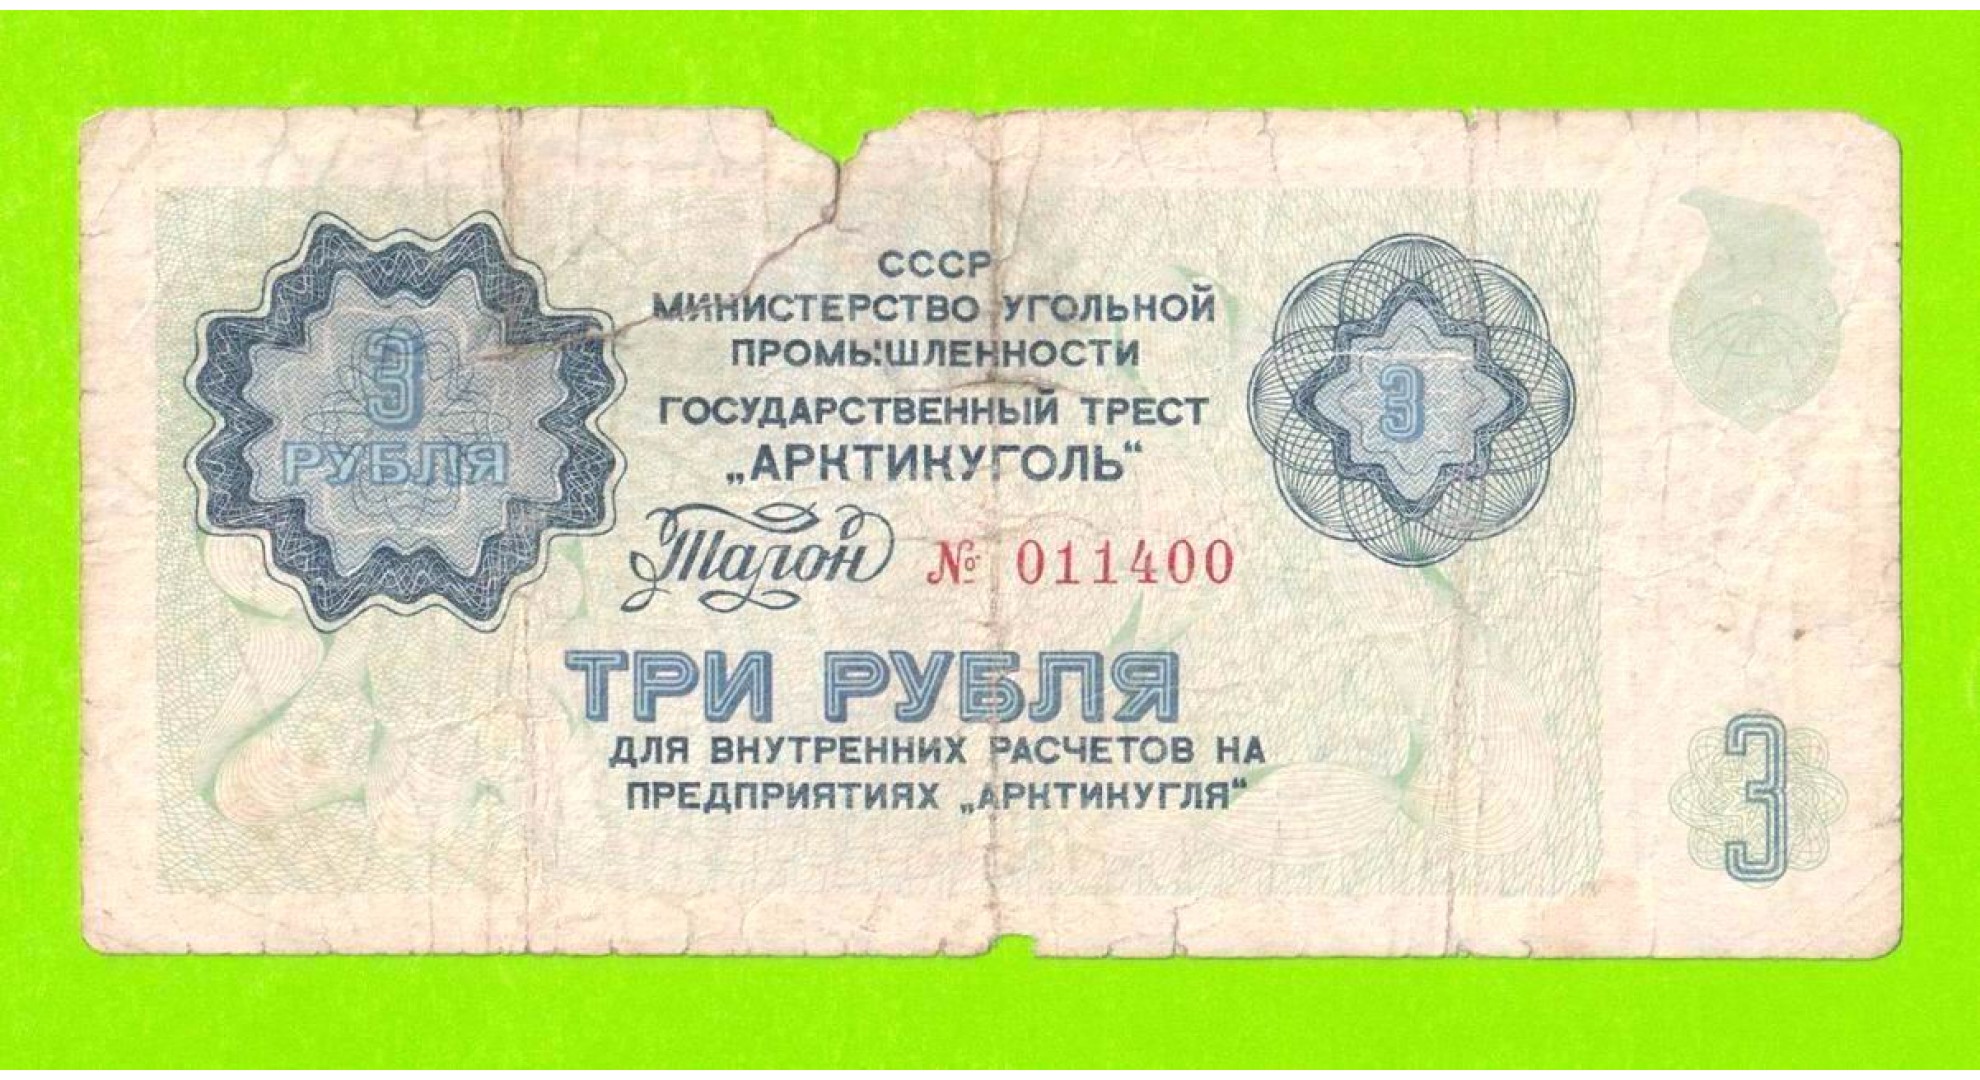 СССР
МИНИСТЕРСТВО УГОЛЬНОЙ
ПРОМЫШЛЕННОСТИ
3
3
ГОСУДАРСТВЕННЫЙ ТРЕСТ
РУБЛЯ
„АРКТИКУГОЛЬ“
Талон № 011400
ТРИ РУБЛЯ
ДЛЯ ВНУТРЕННИХ РАСЧЕТОВ НА
ПРЕДПРИЯТИЯХ „АРКТИКУГЛЯ“
3